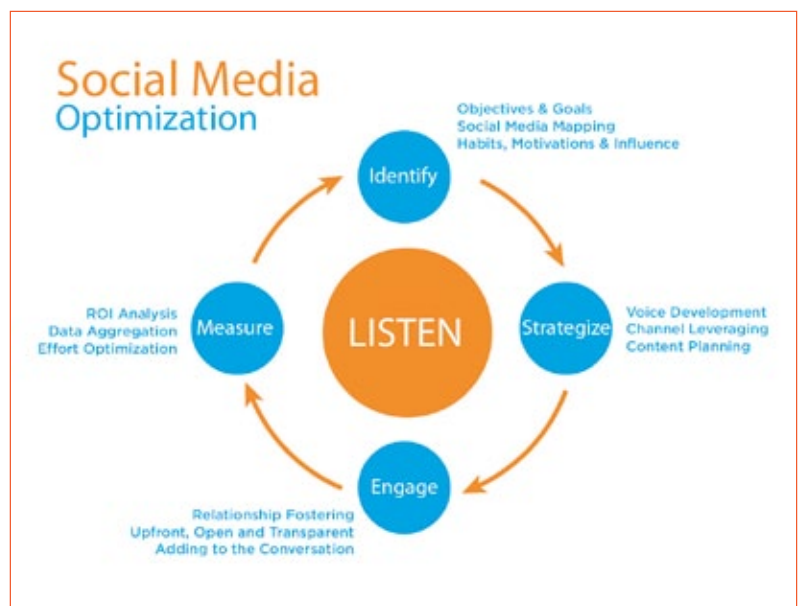 Social Media
Optimization
Objectives & Goals
Social Media Mapping
Habits, Motivations & Influence
Identify
Voice Development
Channel Leveraging
Content Planning
Strategize
LISTEN
ROI Analysis
Data Aggregation
Effort Optimization
Measure
Engage
Relationship Fostering
Upfront, Open and Transparent
Adding to the Conversation